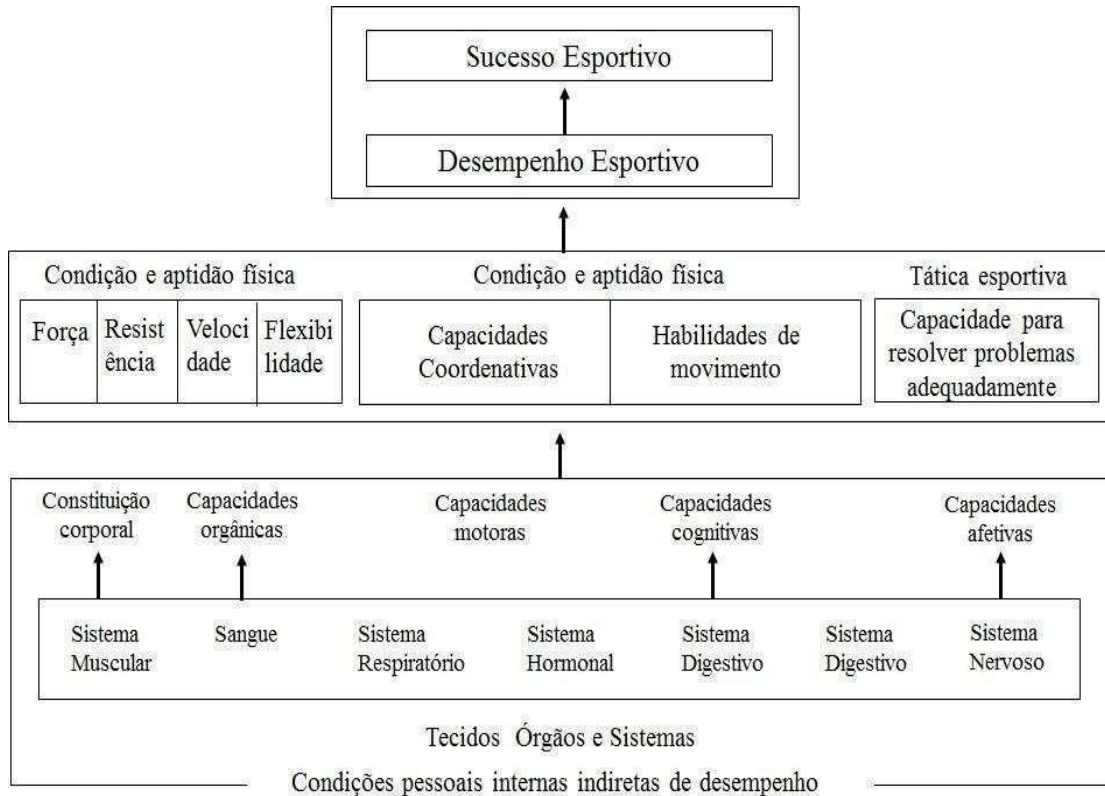 Sucesso Esportivo
Desempenho Esportivo
Condição e aptidão física
Condição e aptidão física
Tática esportiva
Força
Resist
ência
Veloci
dade
Flexibi
lidade
Capacidades
Coordenativas
Habilidades de
movimento
Capacidade para
resolver problemas
adequadamente
Constituição
corporal
Capacidades
orgânicas
Capacidades
motoras
Capacidades
cognitivas
Capacidades
afetivas
Sistema
Muscular
Sangue
Sistema
Respiratório
Sistema
Hormonal
Sistema
Digestivo
Sistema
Digestivo
Sistema
Nervoso
Tecidos Órgãos e Sistemas
Condições pessoais internas indiretas de desempenho